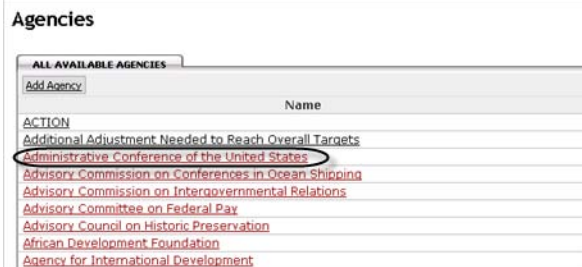 Agencies
ALL AVAILABLE AGENCIES
Add Agency
Name
ACTION
Additional Adjustment Needed to Reach Overall Targets
Administrative Conference of the United States
Advisory Commission on Conferences in Ocean Shipping
Advisory Commission on Intergovernmental Relations
Advisory Committee on Federal Pay
Advisory Council on Historic Preservation
African Development Foundation
Agency for International Development